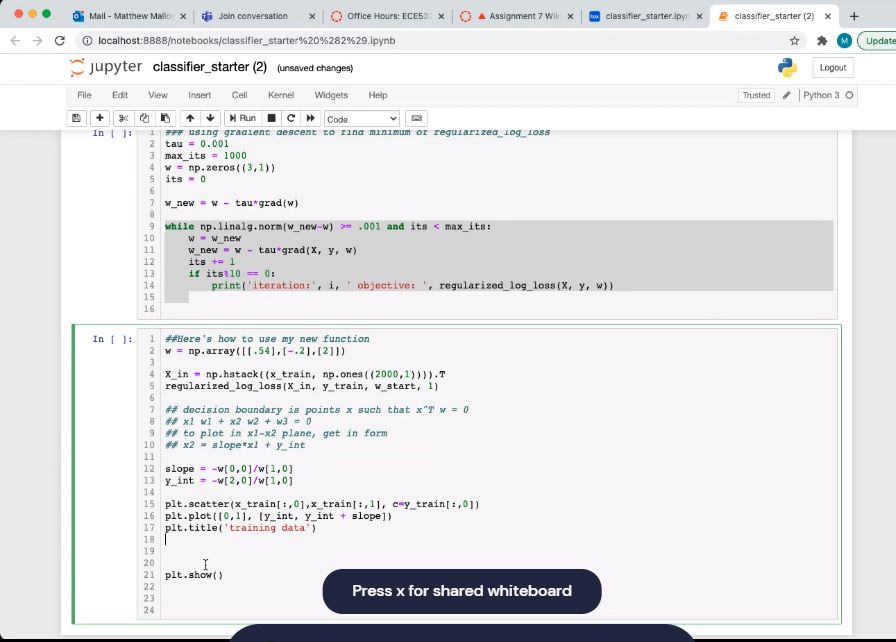 Mail - Matthew Mallo
Join conversation
Office Hours: ECE532
Assignment 7 Wik
classifier_starter.ipyn
classifier_starter (2)
localhost:8888/notebooks/classifier_starter%20%282%29.ipynb
M
Update
jupyter classifier_starter (2) (unsaved changes)
Logout
File Edit View Insert Cell Kernel Widgets Help
Trusted Python 3
Run Code
In [ ]:
1 ### using gradient descent to find minimum of regularized_log_loss
2 tau = 0.001
3 max_its = 1000
4 w = np.zeros((3,1))
5 its = 0
6
7 w_new = w - tau*grad(w)
8
9 while np.linalg.norm(w_new-w) >= .001 and its < max_its:
10 w = w_new
11 w_new = w - tau*grad(X, y, w)
12 its += 1
13 if its%10 == 0:
14 print('iteration:', i, ' objective: ', regularized_log_loss(X, y, w))
15
16
In [ ]:
1 ##Here's how to use my new function
2 w = np.array([[.54],[-.2],[2]])
3
4 X_in = np.hstack((x_train, np.ones((2000,1)))).T
5 regularized_log_loss(X_in, y_train, w_start, 1)
6
7 ## decision boundary is points x such that x^T w = 0
8 ## x1 w1 + x2 w2 + w3 = 0
9 ## to plot in x1-x2 plane, get in form
10 ## x2 = slope*x1 + y_int
11
12 slope = -w[0,0]/w[1,0]
13 y_int = -w[2,0]/w[1,0]
14
15 plt.scatter(x_train[:,0],x_train[:,1], c=y_train[:,0])
16 plt.plot([0,1], [y_int, y_int + slope])
17 plt.title('training data')
18
19
20
21 plt.show()
22
23
24
Press x for shared whiteboard